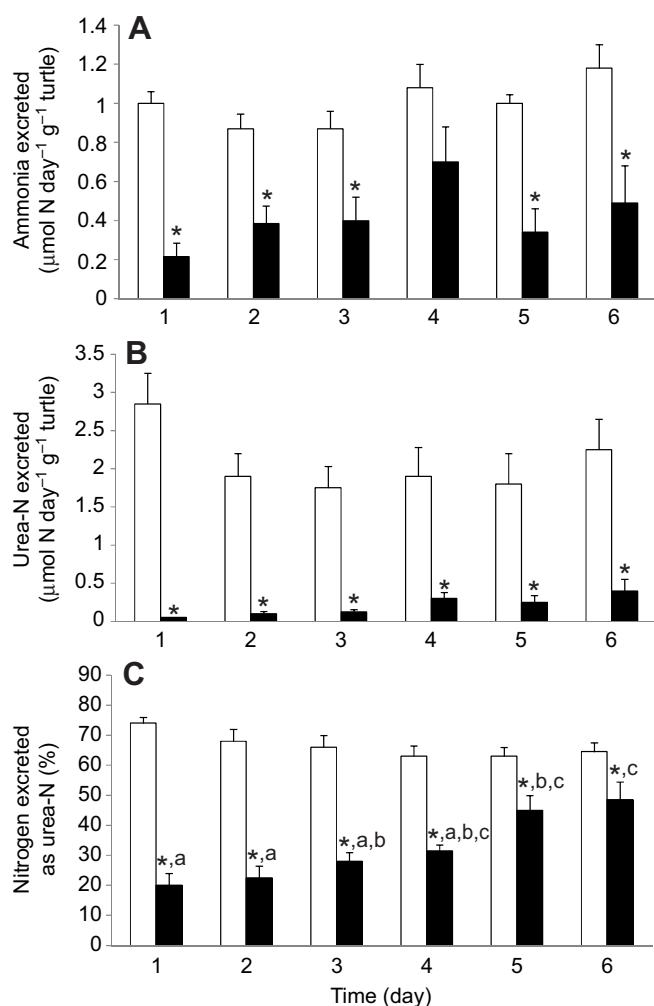 A
Ammonia excreted
(μmol N day⁻¹ g⁻¹ turtle)
1.4
1.2
1
0.8
0.6
0.4
0.2
0
* * * * *
1 2 3 4 5 6
B
Urea-N excreted
(μmol N day⁻¹ g⁻¹ turtle)
3.5
3
2.5
2
1.5
1
0.5
0
* * * * * *
1 2 3 4 5 6
C
Nitrogen excreted
as urea-N (%)
90
80
70
60
50
40
30
20
10
0
*,a *,a *,a,b *,a,b,c *,b,c *,c
1 2 3 4 5 6
Time (day)